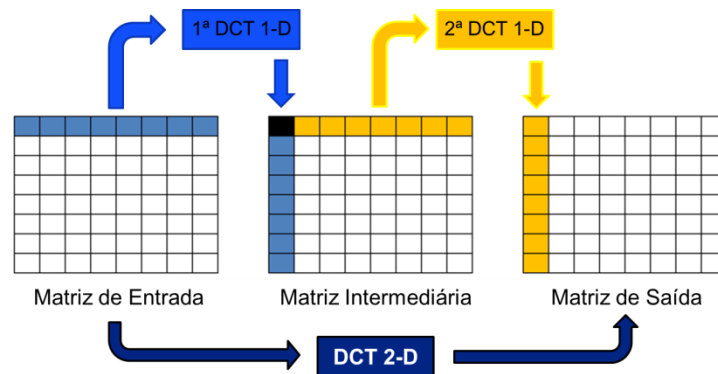 1ª DCT 1-D
2ª DCT 1-D
Matriz de Entrada
Matriz Intermediária
Matriz de Saída
DCT 2-D